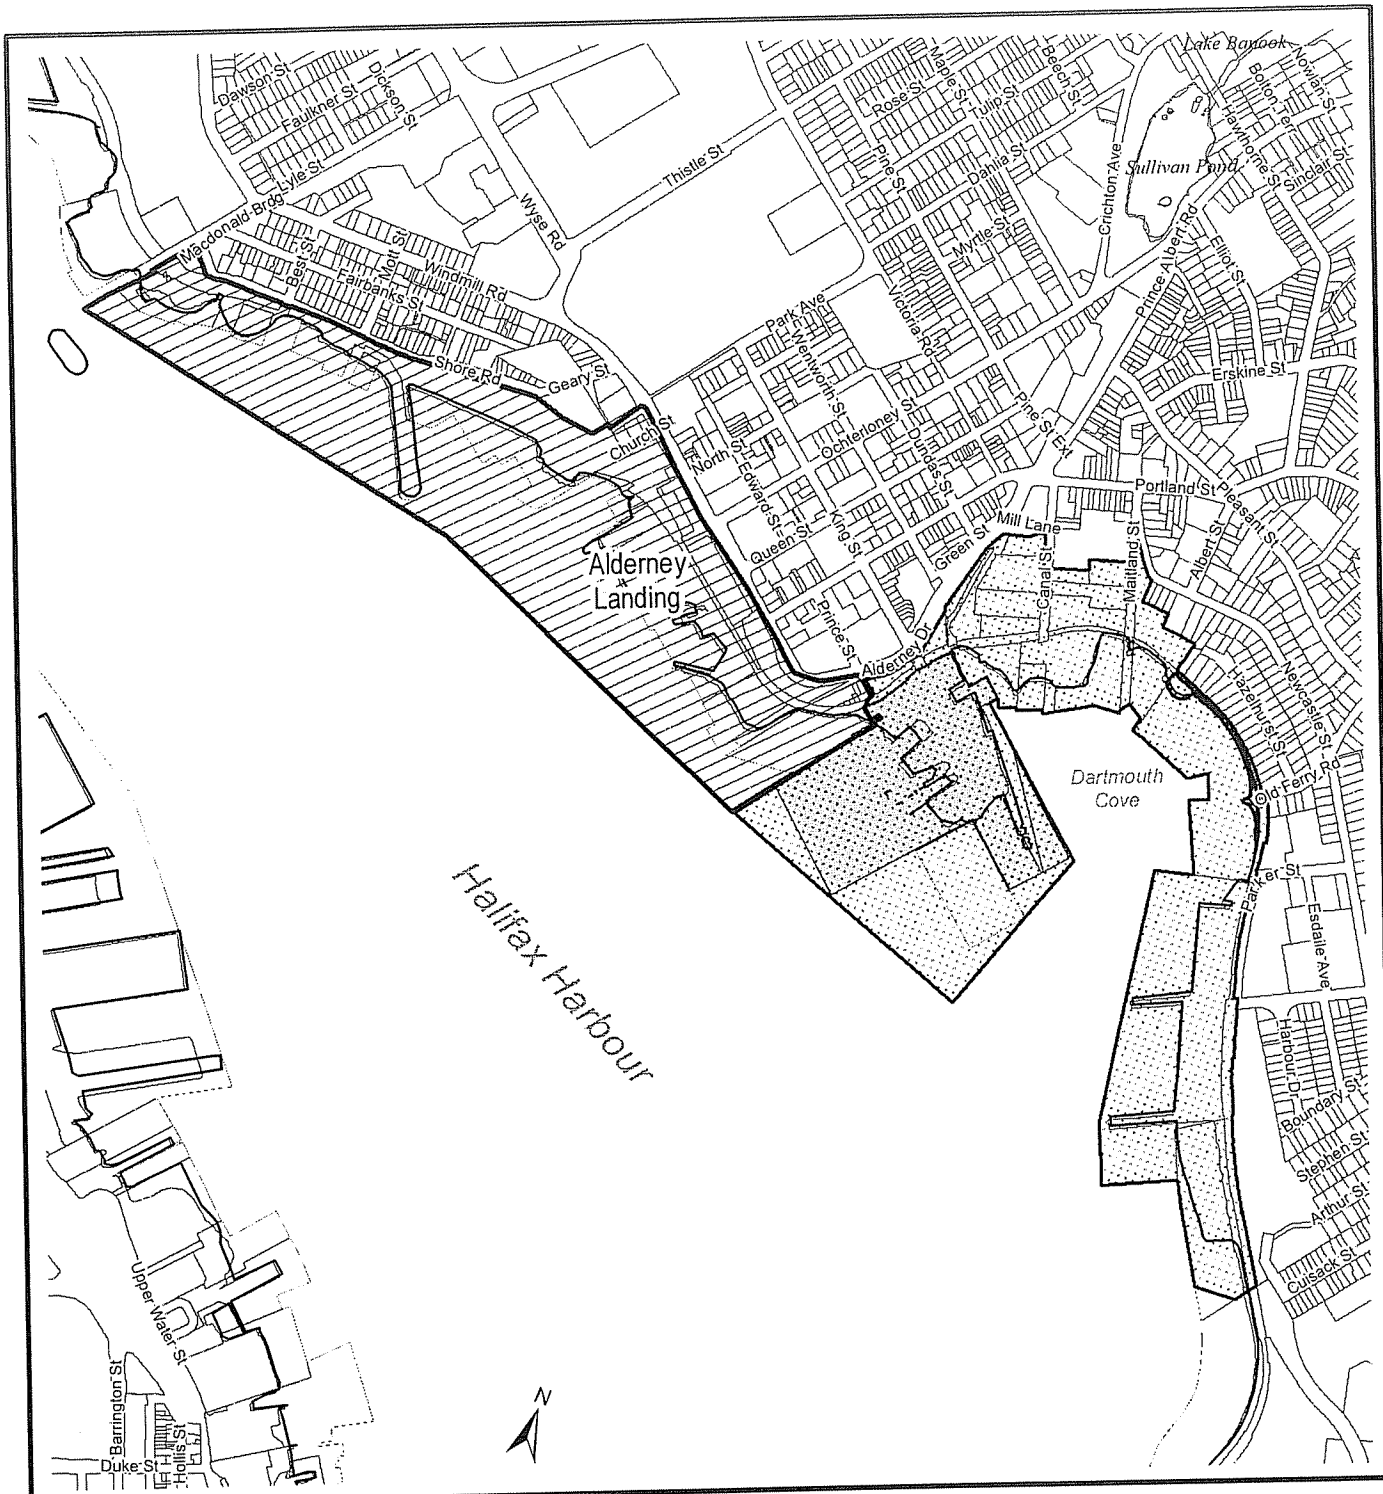 Lake Banook
Nowlan St
Bolton Terr
Hawthorne St
Sinclair St
Sullivan Pond
Prince Albert Rd
Elliot St
Crichton Ave
Beech St
Maple St
Tulip St
Rose St
Dahlia St
Pine St
Myrtle St
Dawson St
Dickson St
Faulkner St
Lyle St
Macdonald Brdg
Thistle St
Wyse Rd
Mott St
Best St
Fairbanks St
Windmill Rd
Shore Rd
Geary St
Church St
Park Ave
Wentworth St
Victoria Rd
Erskine St
Ochterloney St
Dundas St
Pine St Ext
North St
Edward St
Queen St
King St
Green St
Mill Lane
Portland St
Pleasant St
Albert St
Maitland St
Canal St
Prince St
Alderney Dr
Alderney
Landing
Hazelhurst St
Newcastle St
Old Ferry Rd
Dartmouth
Cove
Parker St
Esdaile Ave
Halifax Harbour
Harbour Dr
Boundary St
Stephen St
Arthur St
Cuisack St
Upper Water St
Barrington St
Hollis St
Duke St
N